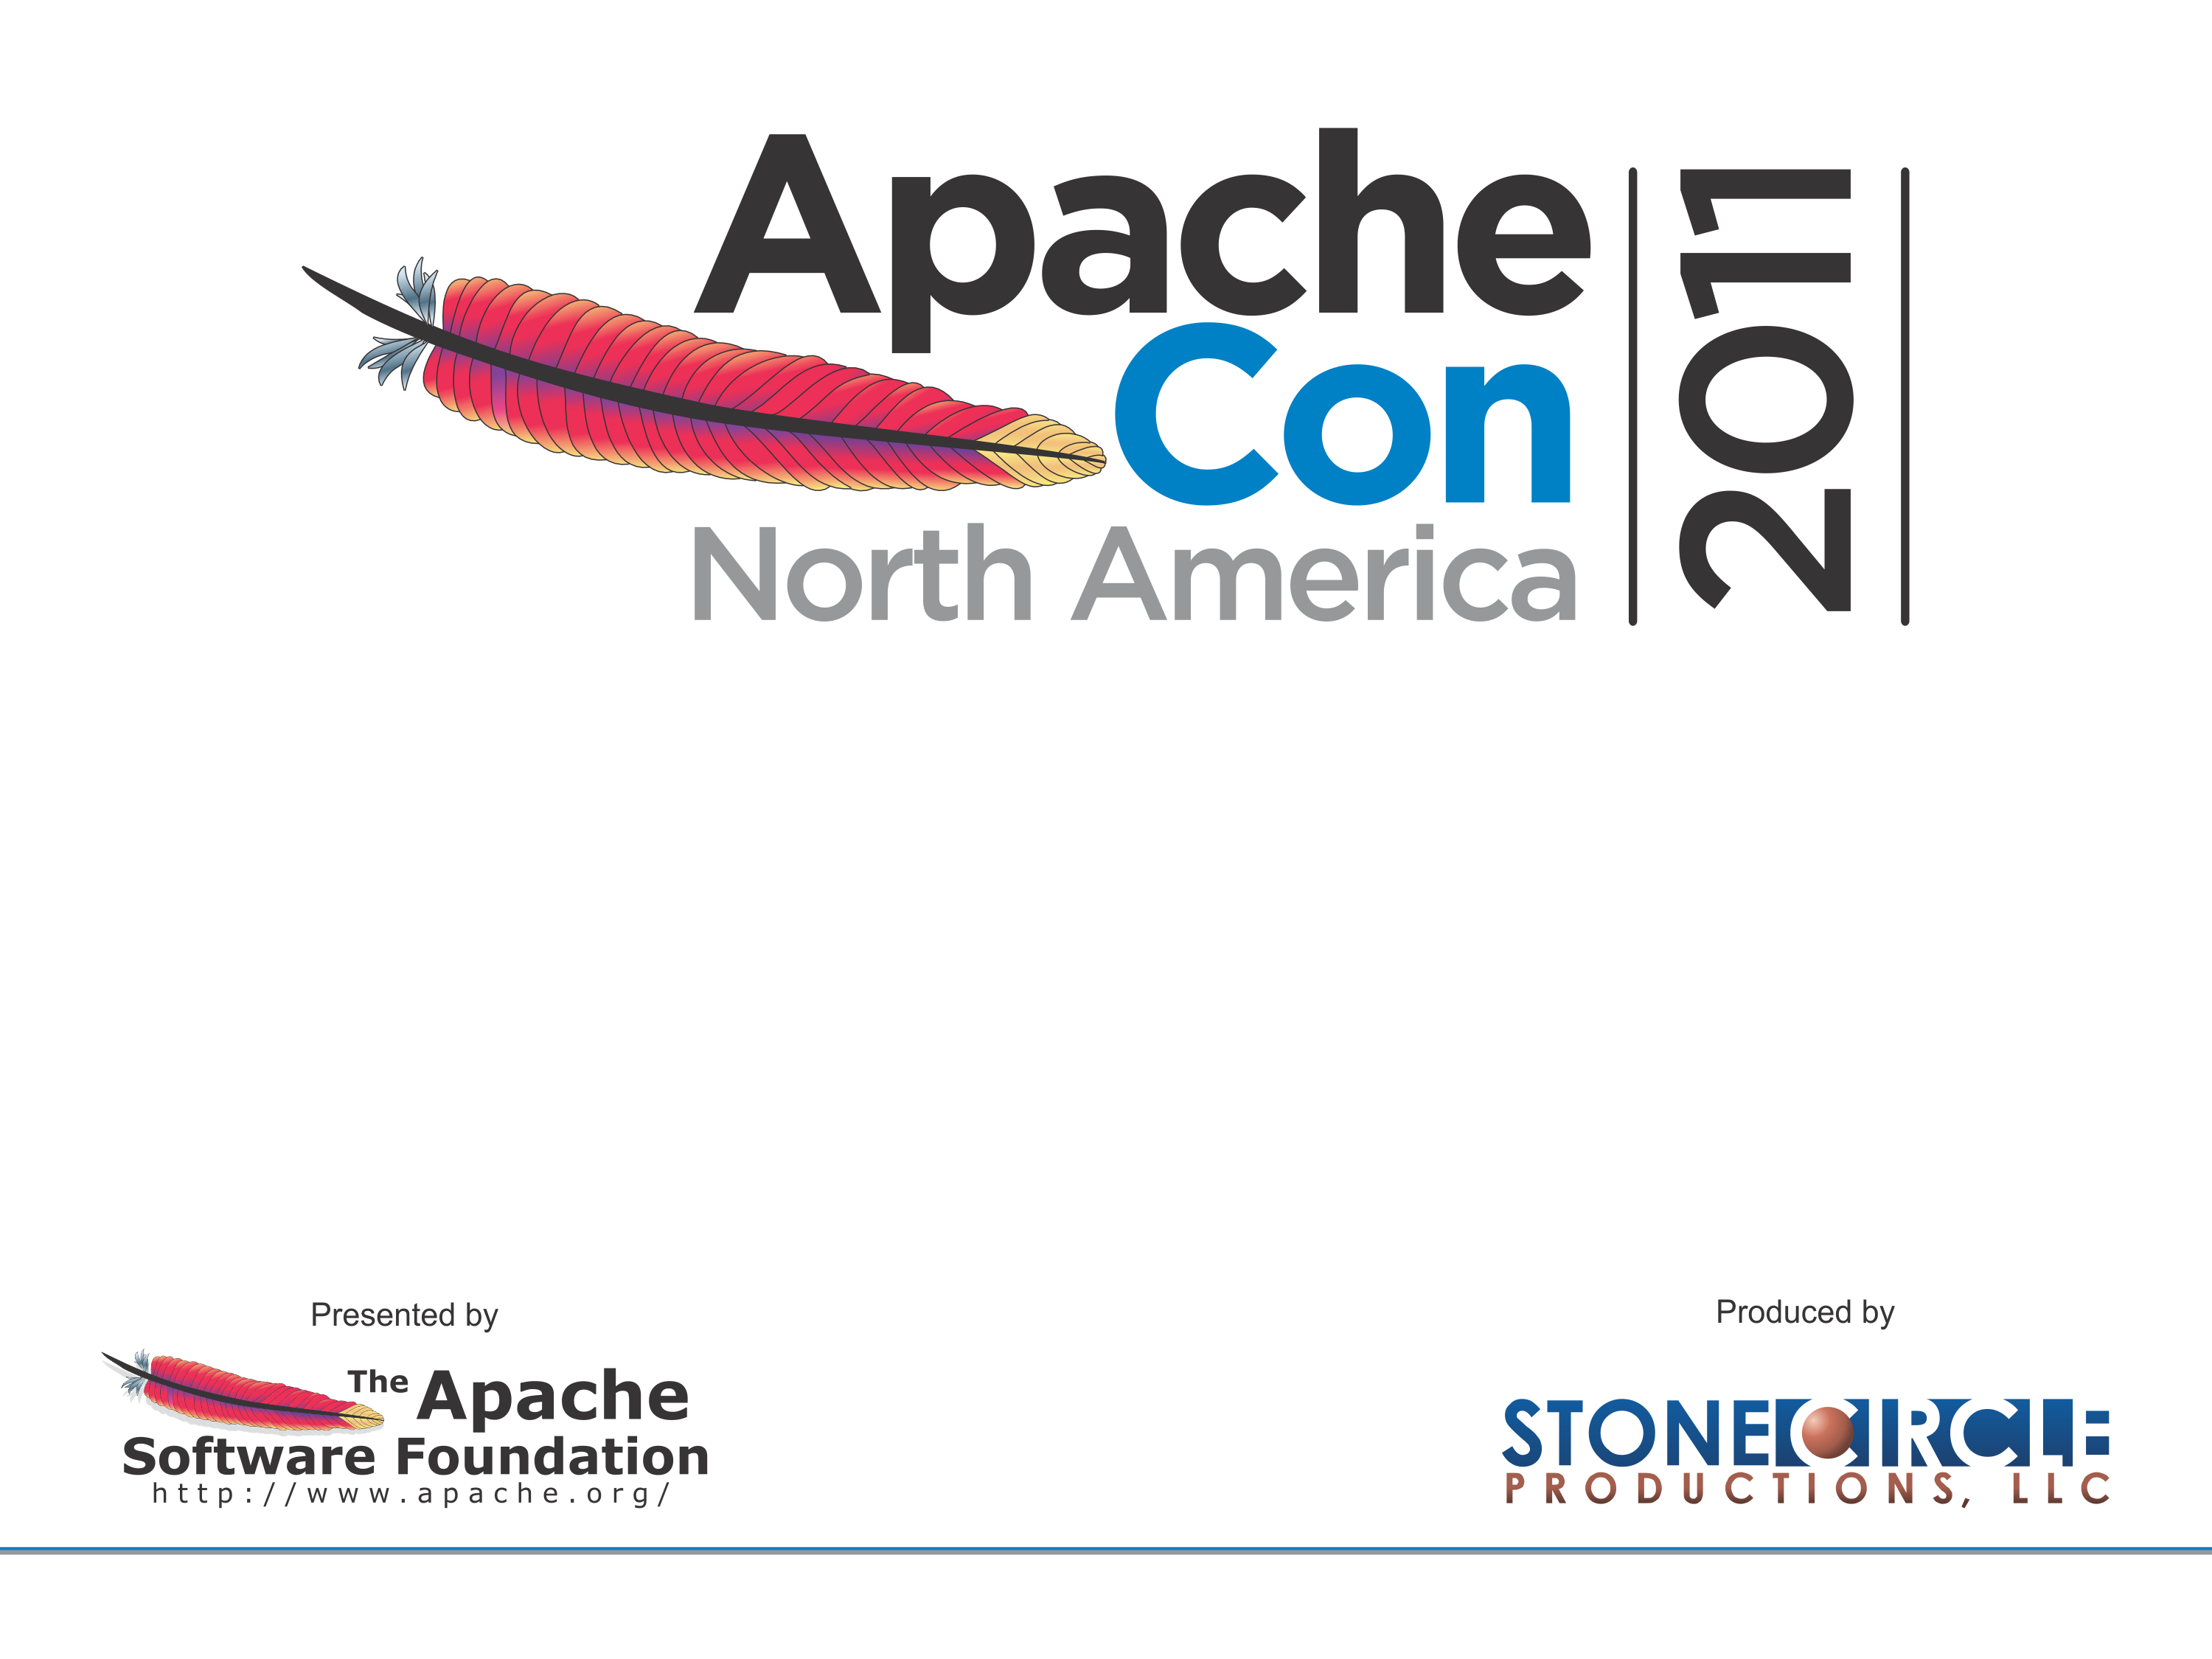 Apache
Con
North America
2011
Presented by
The Apache
Software Foundation
http://www.apache.org/
Produced by
STONECIRCLE
PRODUCTIONS, LLC